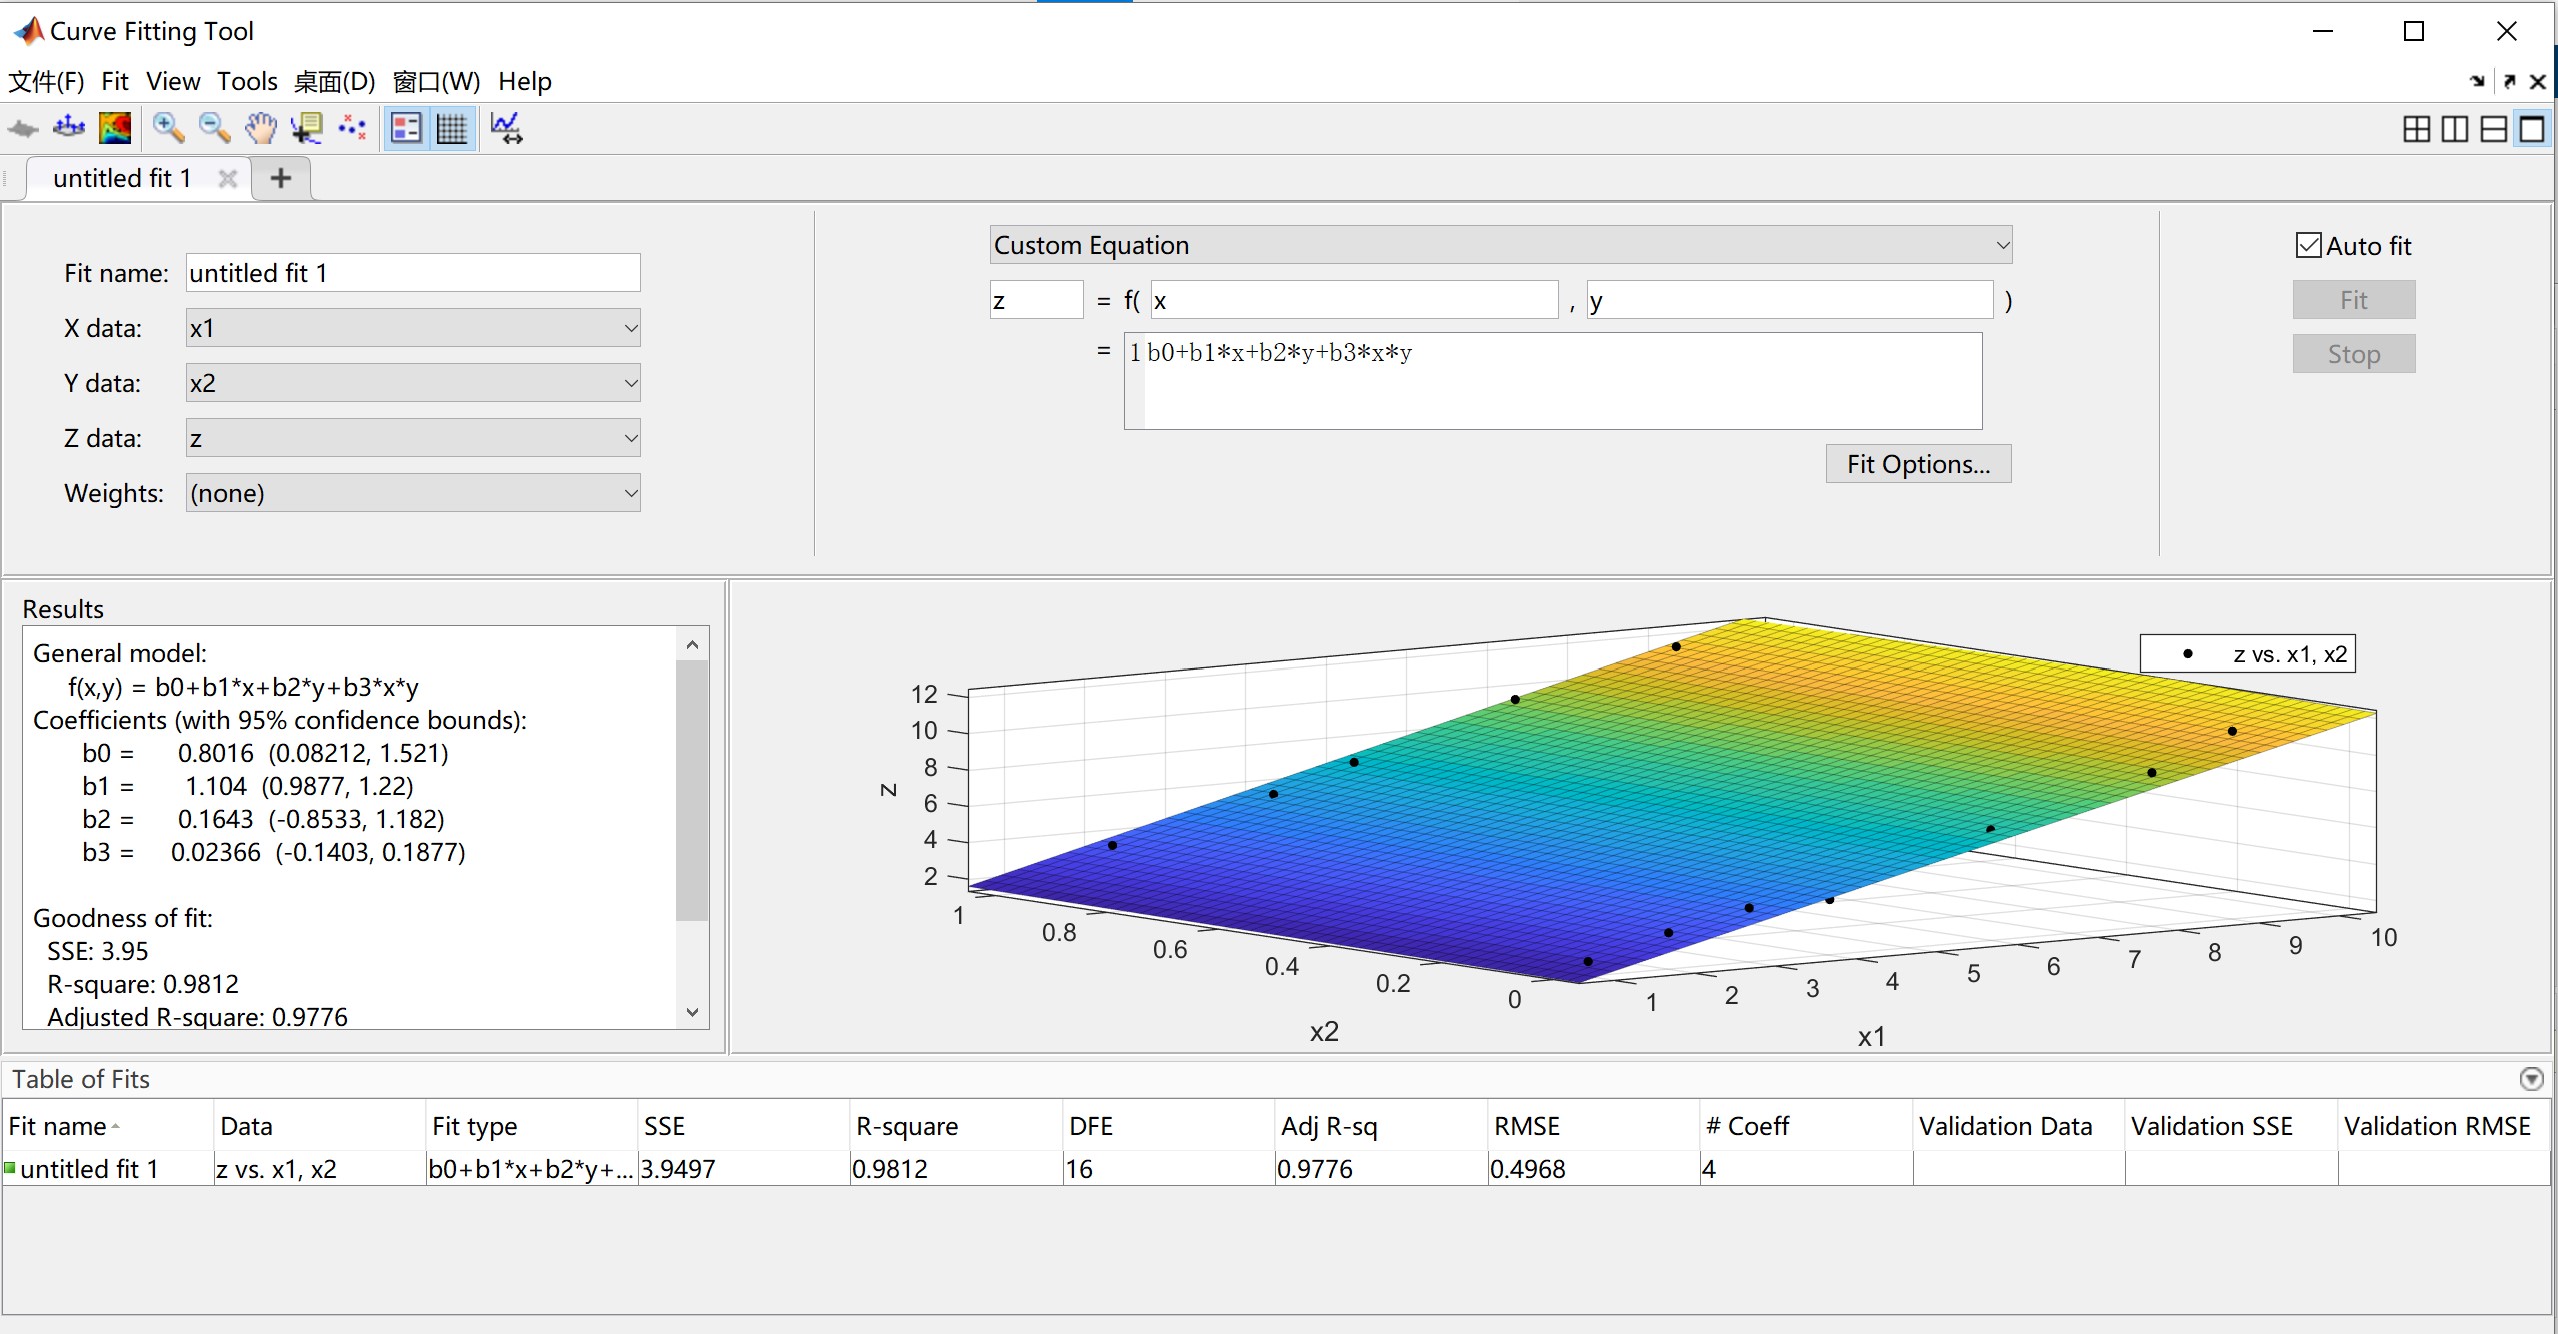 Curve Fitting Tool
文件(F) Fit View Tools 桌面(D) 窗口(W) Help
untitled fit 1
Fit name: untitled fit 1
X data: x1
Y data: x2
Z data: z
Weights: (none)
Custom Equation
z = f( x , y )
= 1 b0+b1*x+b2*y+b3*x*y
Fit Options...
Auto fit
Fit
Stop
Results
General model:
f(x,y) = b0+b1*x+b2*y+b3*x*y
Coefficients (with 95% confidence bounds):
b0 = 0.8016 (0.08212, 1.521)
b1 = 1.104 (0.9877, 1.22)
b2 = 0.1643 (-0.8533, 1.182)
b3 = 0.02366 (-0.1403, 0.1877)
Goodness of fit:
SSE: 3.95
R-square: 0.9812
Adjusted R-square: 0.9776
z vs. x1, x2
12
10
8
6
4
2
z
1 0.8 0.6 0.4 0.2 0
x2
1 2 3 4 5 6 7 8 9 10
x1
Table of Fits
Fit name Data Fit type SSE R-square DFE Adj R-sq RMSE # Coeff Validation Data Validation SSE Validation RMSE
untitled fit 1 z vs. x1, x2 b0+b1*x+b2*y+... 3.9497 0.9812 16 0.9776 0.4968 4